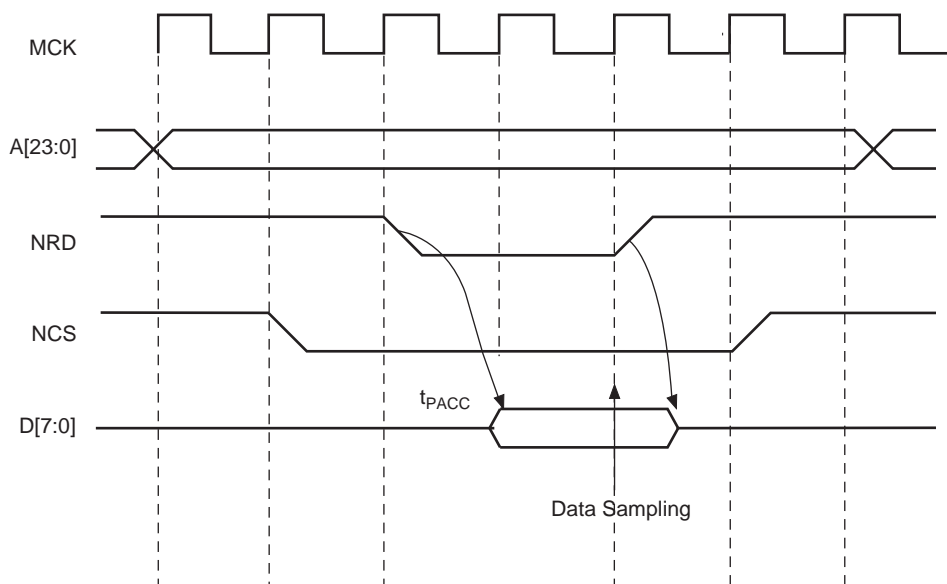 MCK
A[23:0]
NRD
NCS
tPACC
D[7:0]
Data Sampling